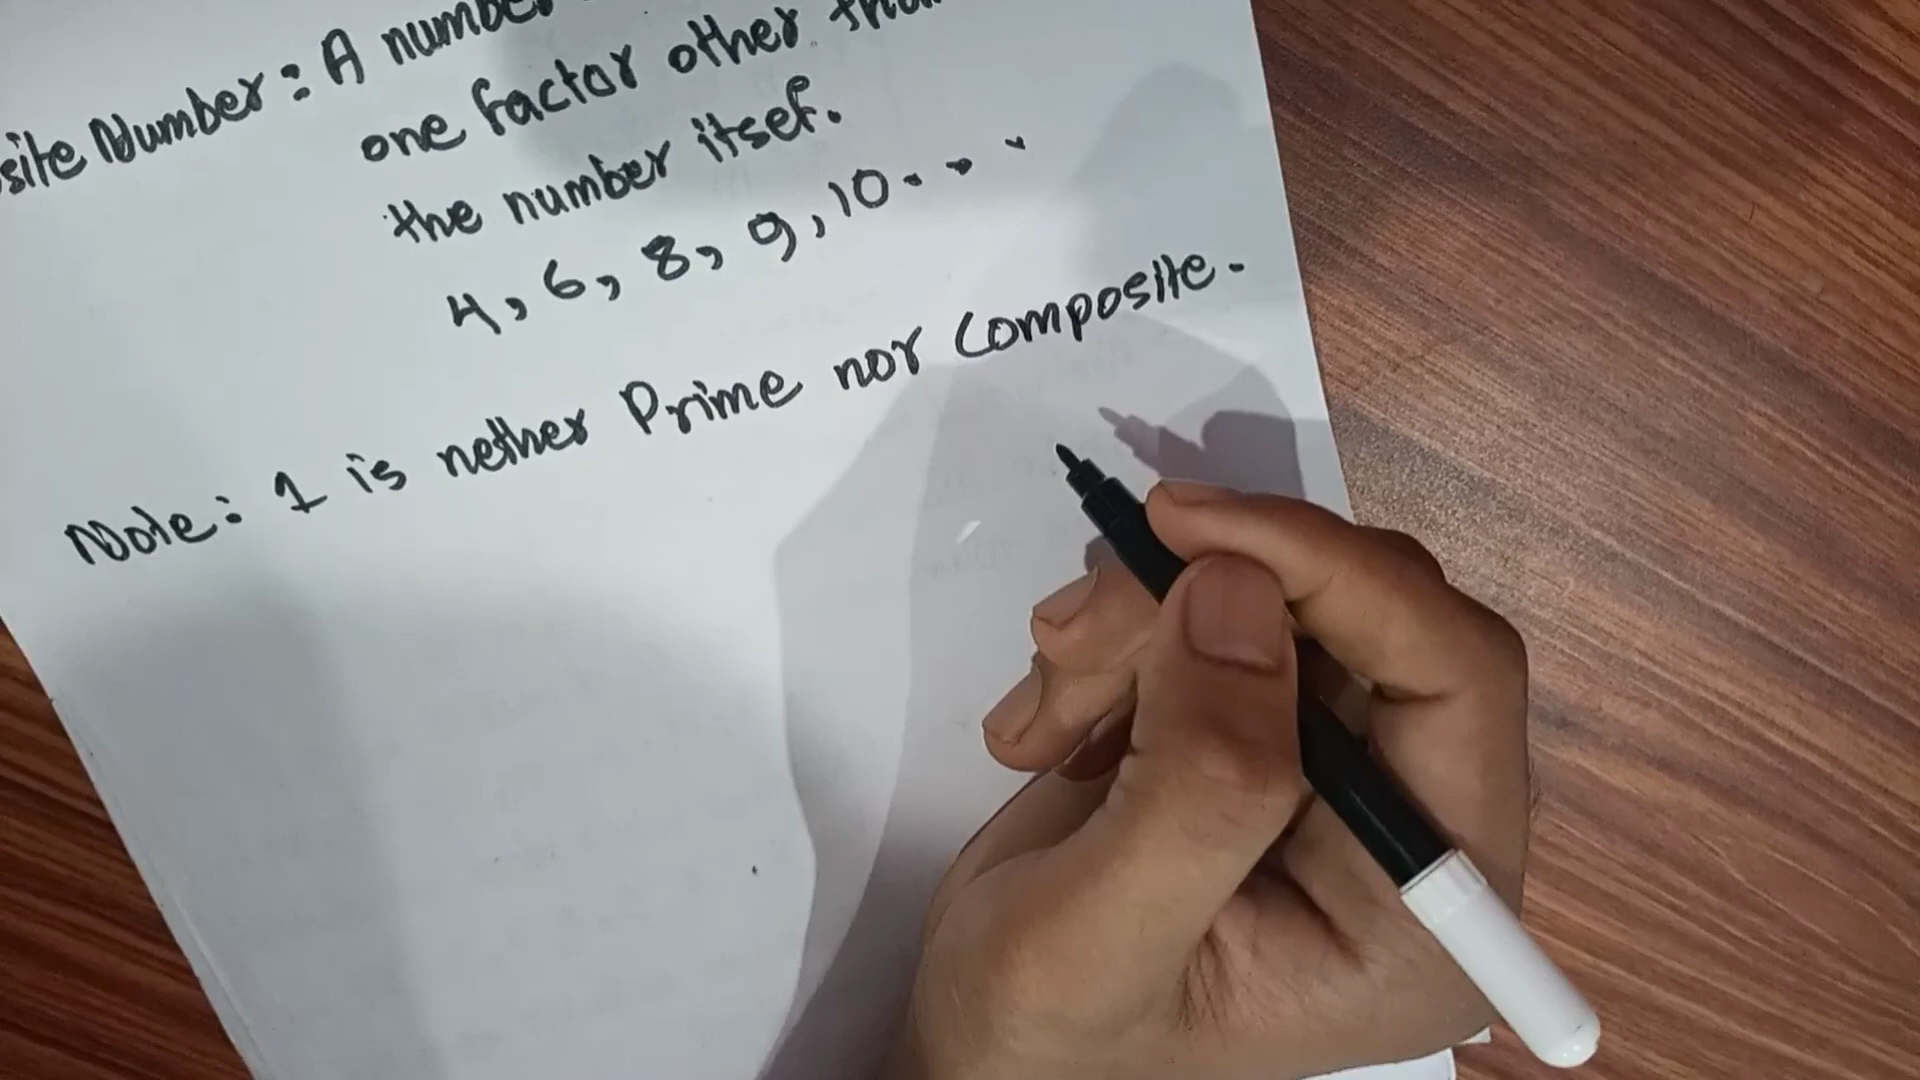 site Number: A number
one factor other than
the number itsef.
4, 6, 8, 9, 10...
Note: 1 is nether Prime nor Composite.